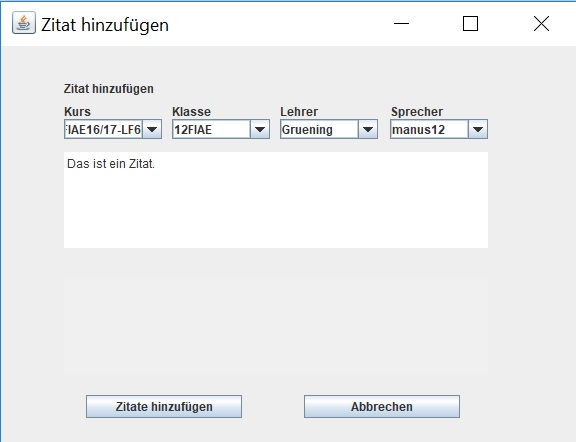 Zitat hinzufügen
Zitat hinzufügen
Kurs Klasse Lehrer Sprecher
FIAE16/17-LF6 12FIAE Gruening manus12
Das ist ein Zitat.
Zitate hinzufügen Abbrechen